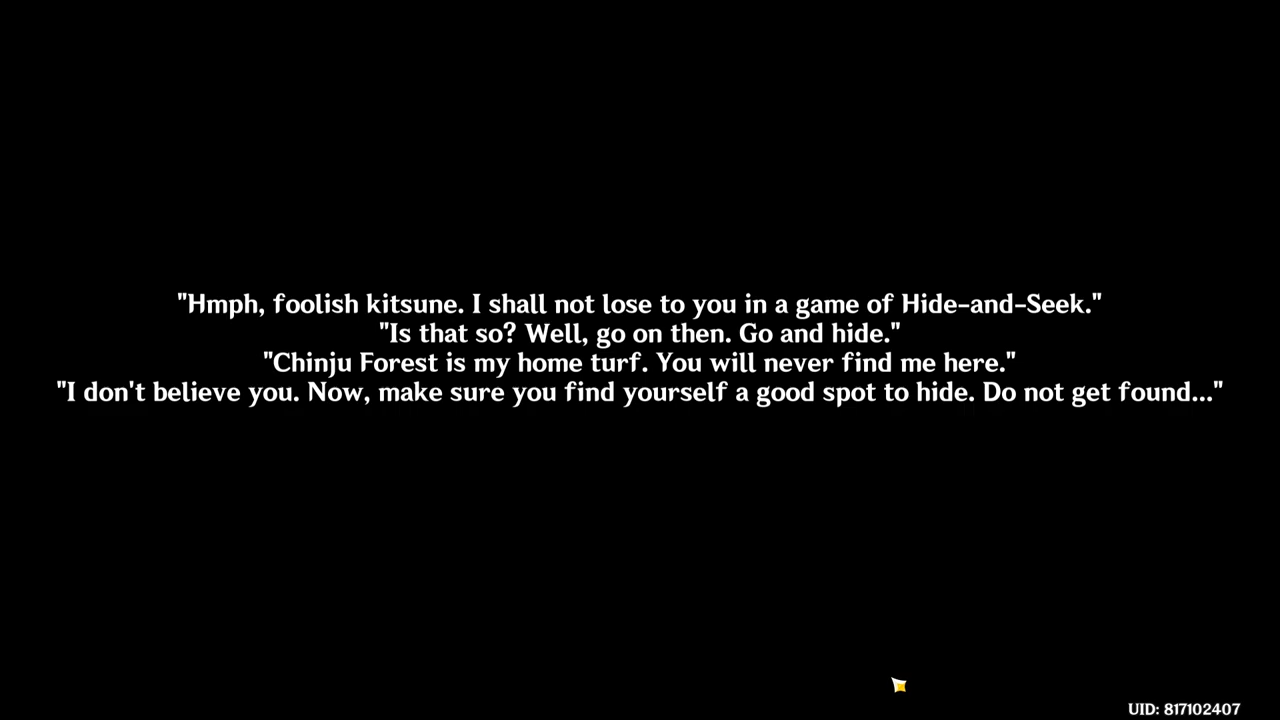 "Hmph, foolish kitsune. I shall not lose to you in a game of Hide-and-Seek."
"Is that so? Well, go on then. Go and hide."
"Chinju Forest is my home turf. You will never find me here."
"I don't believe you. Now, make sure you find yourself a good spot to hide. Do not get found..."
UID: 817102407